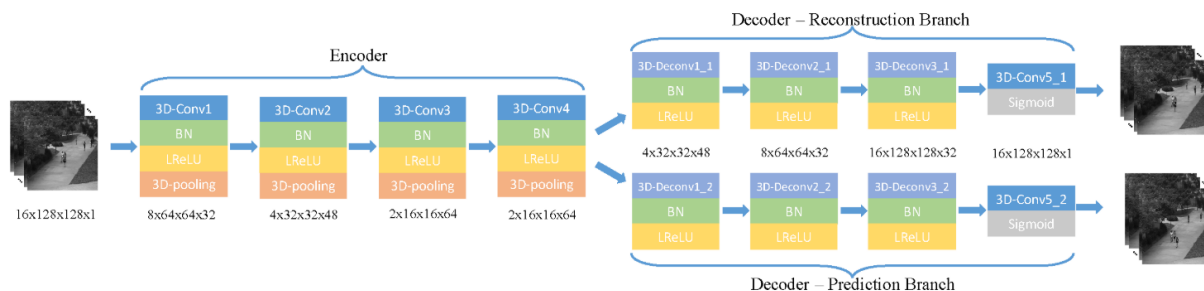 Decoder – Reconstruction Branch
Encoder
3D-Conv1
BN
LReLU
3D-pooling
3D-Conv2
BN
LReLU
3D-pooling
3D-Conv3
BN
LReLU
3D-pooling
3D-Conv4
BN
LReLU
3D-pooling
16x128x128x1
8x64x64x32
4x32x32x48
2x16x16x64
2x16x16x64
3D-Deconv1_1
BN
LReLU
3D-Deconv2_1
BN
LReLU
3D-Deconv3_1
BN
LReLU
3D-Conv5_1
Sigmoid
4x32x32x48
8x64x64x32
16x128x128x32
16x128x128x1
3D-Deconv1_2
BN
LReLU
3D-Deconv2_2
BN
LReLU
3D-Deconv3_2
BN
LReLU
3D-Conv5_2
Sigmoid
Decoder – Prediction Branch